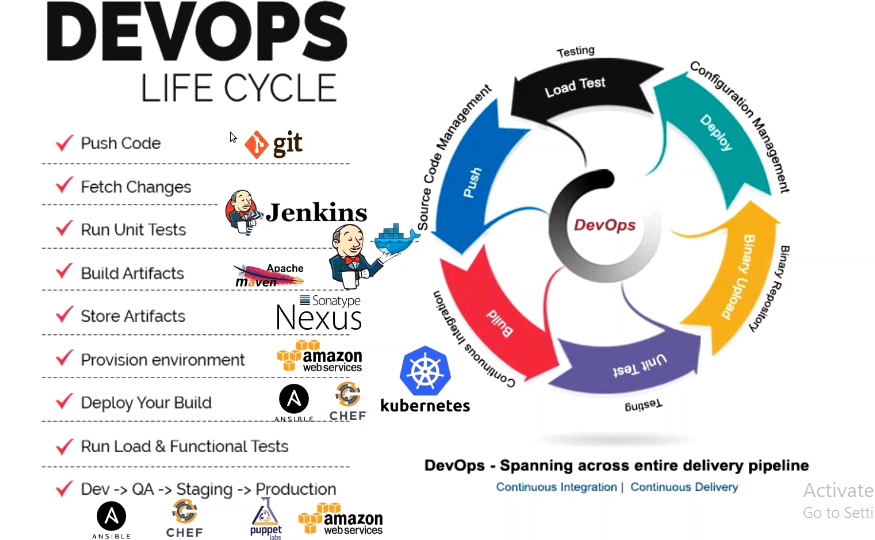 DEVOPS
LIFE CYCLE
Push Code
git
Fetch Changes
Jenkins
Run Unit Tests
Build Artifacts
Apache
maven
Store Artifacts
Sonatype
Nexus
Provision environment
amazon
web services
Deploy Your Build
ANSIBLE
CHEF
kubernetes
Run Load & Functional Tests
Dev -> QA -> Staging -> Production
ANSIBLE
CHEF
puppet
labs
amazon
web services
Testing
Load Test
Configuration Management
Deploy
Binary Repository
Binary Upload
Testing
Unit Test
Continuous Integration
Build
Source Code Management
Push
DevOps
DevOps - Spanning across entire delivery pipeline
Continuous Integration | Continuous Delivery
Activate
Go to Setti